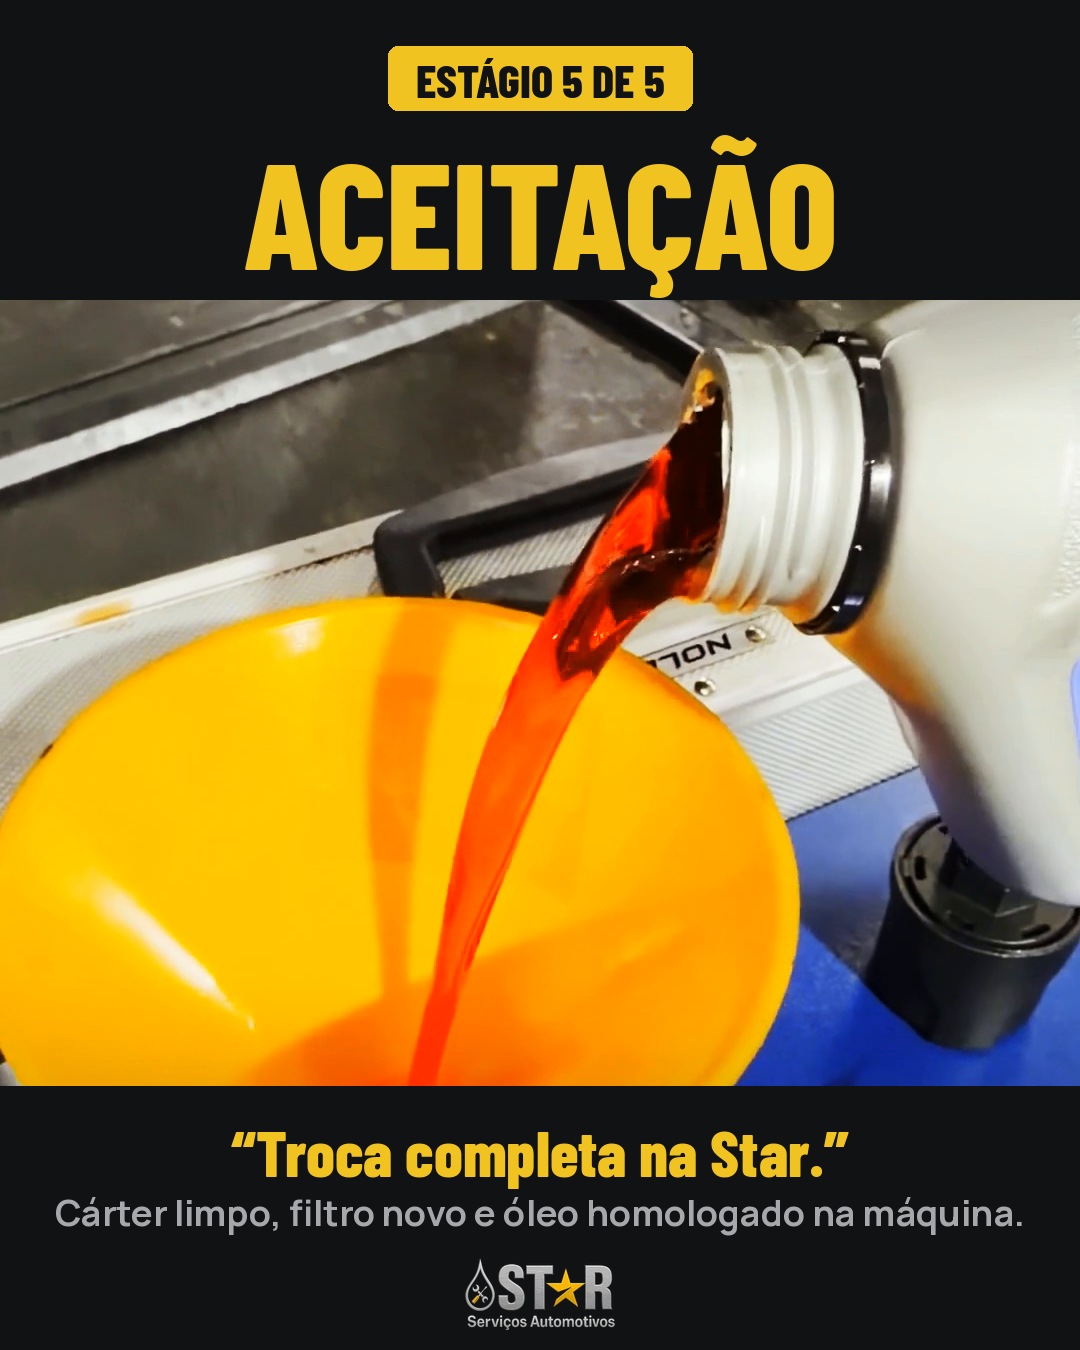 ESTÁGIO 5 DE 5
ACEITAÇÃO
“Troca completa na Star.”
Cárter limpo, filtro novo e óleo homologado na máquina.
STAR
Serviços Automotivos